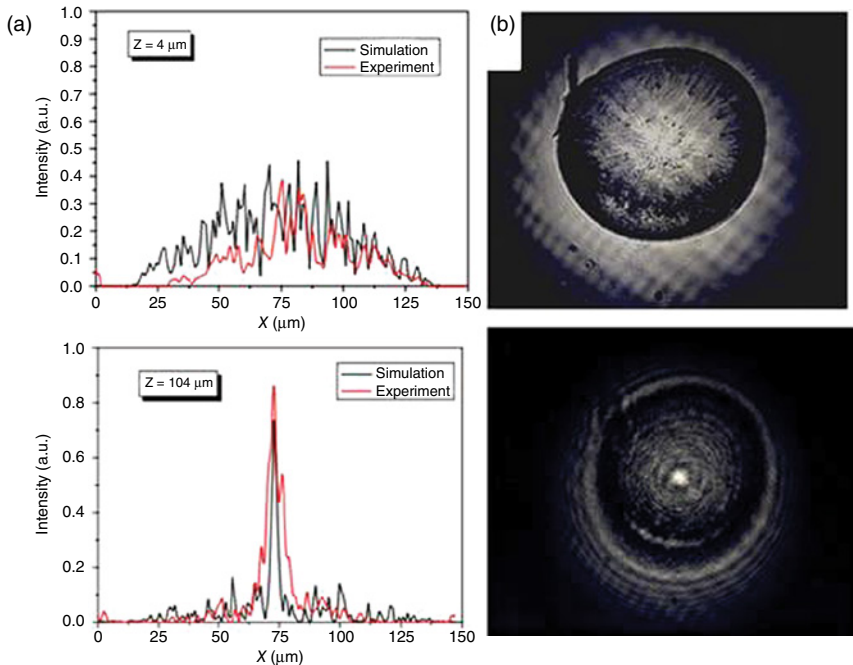 (a)
1.0
0.9
0.8
0.7
0.6
0.5
0.4
0.3
0.2
0.1
0.0
Intensity (a.u.)
Z = 4 μm
Simulation
Experiment
0 25 50 75 100 125 150
X (μm)
(b)
1.0
0.8
0.6
0.4
0.2
0.0
Intensity (a.u.)
Z = 104 μm
Simulation
Experiment
0 25 50 75 100 125 150
X (μm)